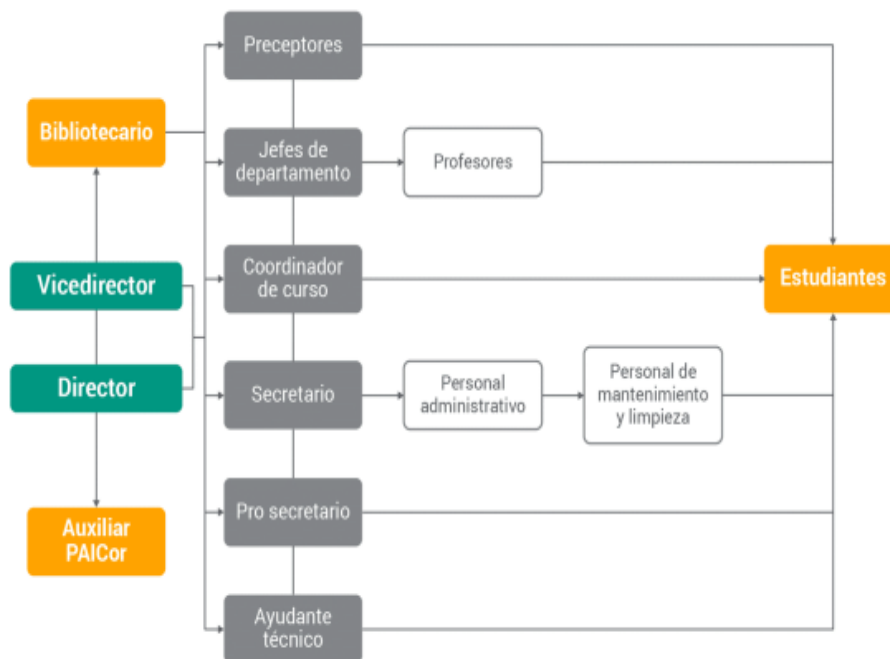 Preceptores
Bibliotecario
Jefes de
departamento
Profesores
Vicedirector
Coordinador
de curso
Estudiantes
Director
Secretario
Personal
administrativo
Personal de
mantenimiento
y limpieza
Auxiliar
PAICor
Pro secretario
Ayudante
técnico